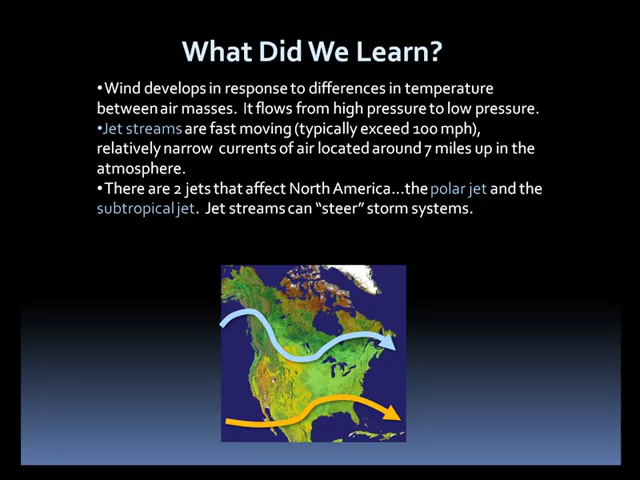 What Did We Learn?
•Wind develops in response to differences in temperature
between air masses. It flows from high pressure to low pressure.
•Jet streams are fast moving (typically exceed 100 mph),
relatively narrow currents of air located around 7 miles up in the
atmosphere.
•There are 2 jets that affect North America…the polar jet and the
subtropical jet. Jet streams can “steer” storm systems.